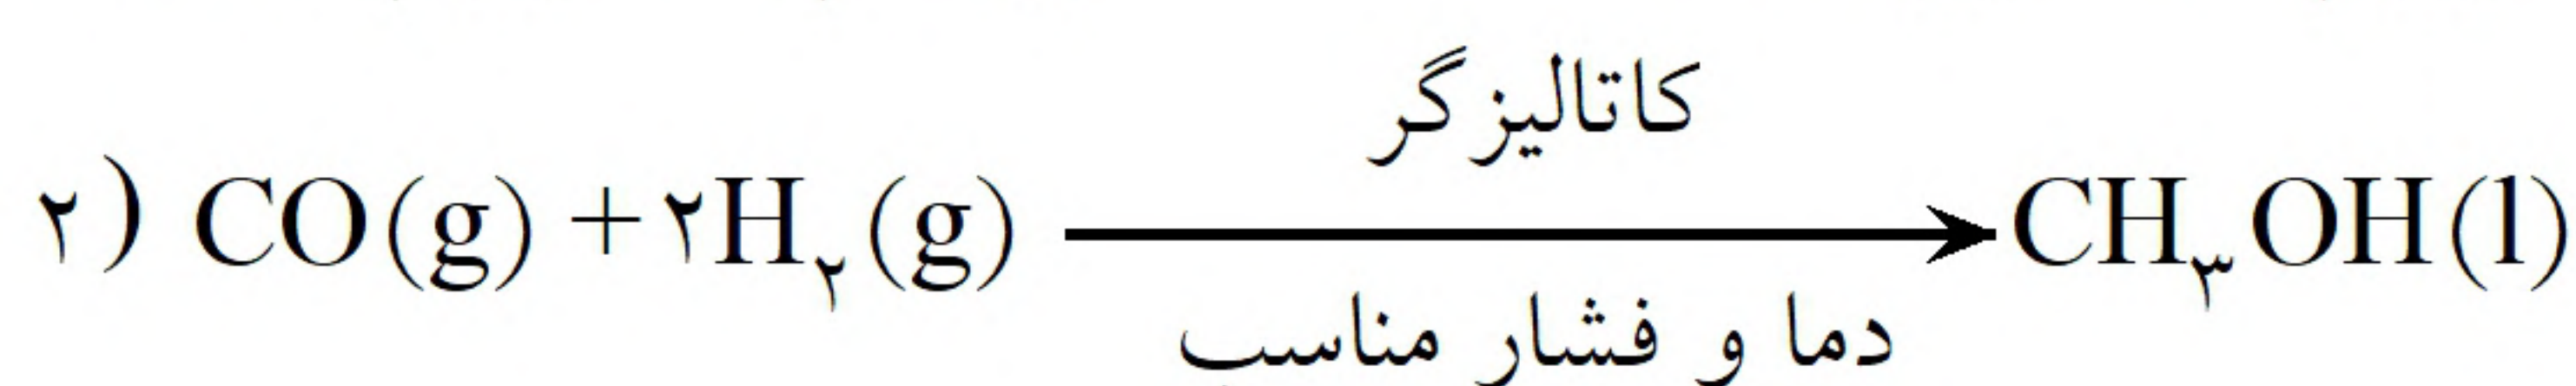 کاتالیزگر
۲) CO(g) + ۲H۲(g) → CH۳OH(l)
دما و فشار مناسب